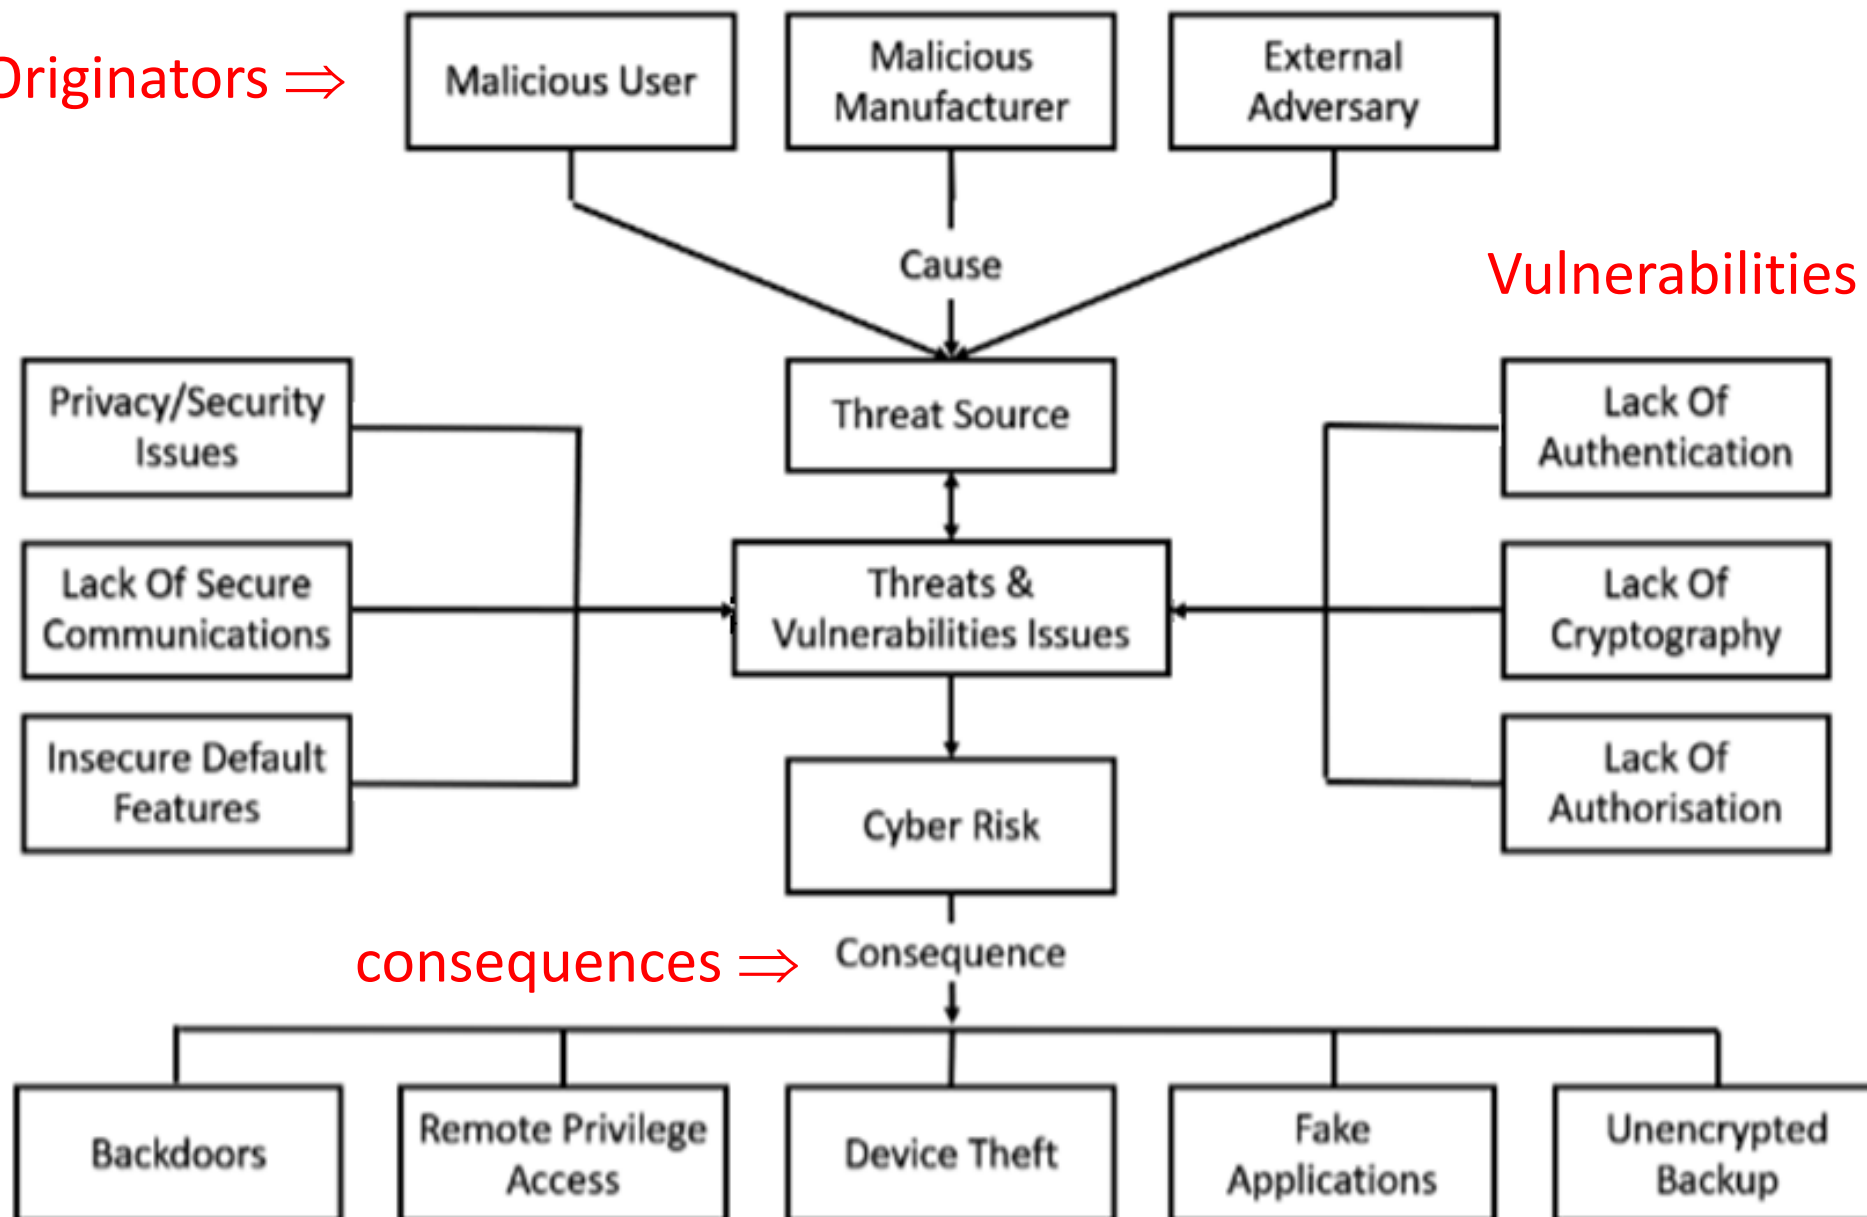 Originators ⇒
Malicious User
Malicious
Manufacturer
External
Adversary
Cause
Vulnerabilities
Privacy/Security
Issues
Threat Source
Lack Of
Authentication
Lack Of Secure
Communications
Threats &
Vulnerabilities Issues
Lack Of
Cryptography
Insecure Default
Features
Cyber Risk
Lack Of
Authorisation
consequences ⇒
Consequence
Backdoors
Remote Privilege
Access
Device Theft
Fake
Applications
Unencrypted
Backup